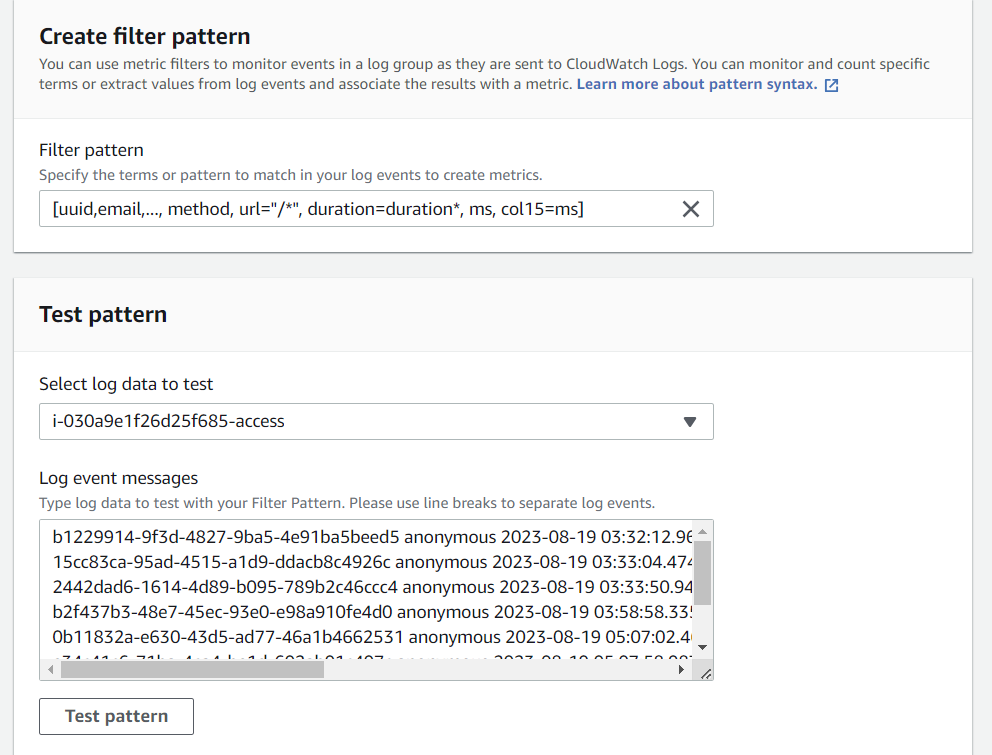 Create filter pattern
You can use metric filters to monitor events in a log group as they are sent to CloudWatch Logs. You can monitor and count specific
terms or extract values from log events and associate the results with a metric. Learn more about pattern syntax.
Filter pattern
Specify the terms or pattern to match in your log events to create metrics.
[uuid,email,..., method, url="/*", duration=duration*, ms, col15=ms]
Test pattern
Select log data to test
i-030a9e1f26d25f685-access
Log event messages
Type log data to test with your Filter Pattern. Please use line breaks to separate log events.
b1229914-9f3d-4827-9ba5-4e91ba5beed5 anonymous 2023-08-19 03:32:12.96
15cc83ca-95ad-4515-a1d9-ddacb8c4926c anonymous 2023-08-19 03:33:04.474
2442dad6-1614-4d89-b095-789b2c46ccc4 anonymous 2023-08-19 03:33:50.94
b2f437b3-48e7-45ec-93e0-e98a910fe4d0 anonymous 2023-08-19 03:58:58.335
0b11832a-e630-43d5-ad77-46a1b4662531 anonymous 2023-08-19 05:07:02.4
Test pattern